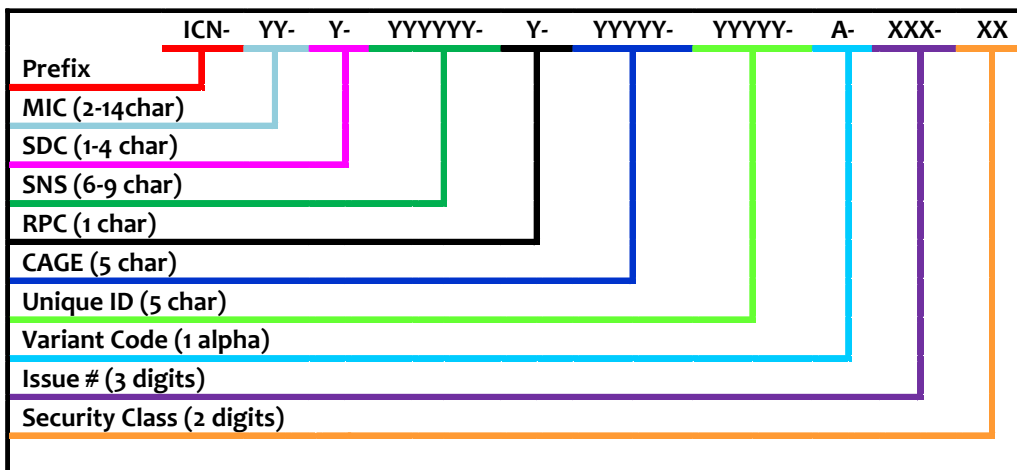 ICN- YY- Y- YYYYYY- Y- YYYYY- YYYYY- A- XXX- XX
Prefix
MIC (2-14char)
SDC (1-4 char)
SNS (6-9 char)
RPC (1 char)
CAGE (5 char)
Unique ID (5 char)
Variant Code (1 alpha)
Issue # (3 digits)
Security Class (2 digits)